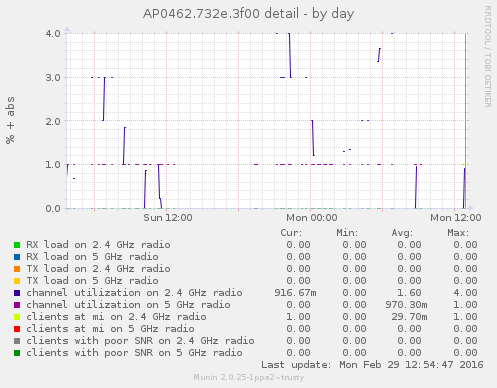 AP0462.732e.3f00 detail - by day
RRDTOOL / TOBI OETIKER
% + abs
4.0
3.0
2.0
1.0
0.0
Sun 12:00 Mon 00:00 Mon 12:00
Cur: Min: Avg: Max:
RX load on 2.4 GHz radio 0.00 0.00 0.00 0.00
RX load on 5 GHz radio 0.00 0.00 0.00 0.00
TX load on 2.4 GHz radio 0.00 0.00 0.00 0.00
TX load on 5 GHz radio 0.00 0.00 0.00 0.00
channel utilization on 2.4 GHz radio 916.67m 0.00 1.60 4.00
channel utilization on 5 GHz radio 0.00 0.00 970.30m 1.00
clients at mi on 2.4 GHz radio 1.00 0.00 29.70m 1.00
clients at mi on 5 GHz radio 0.00 0.00 0.00 0.00
clients with poor SNR on 2.4 GHz radio 0.00 0.00 0.00 0.00
clients with poor SNR on 5 GHz radio 0.00 0.00 0.00 0.00
Last update: Mon Feb 29 12:54:47 2016
Munin 2.0.25-1ppa2~trusty